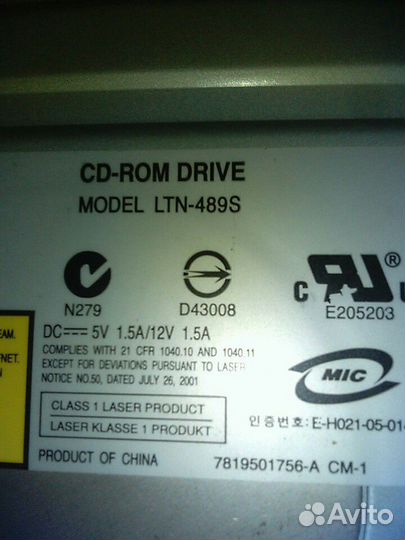 CD-ROM DRIVE
MODEL LTN-489S
N279
D43008
c
®
E205203
EAM.
DC 5V 1.5A/12V 1.5A
COMPLIES WITH 21 CFR 1040.10 AND 1040.11
EXCEPT FOR DEVIATIONS PURSUANT TO LASER
NOTICE NO.50, DATED JULY 26, 2001
FNET.
MIC
CLASS 1 LASER PRODUCT
LASER KLASSE 1 PRODUKT
인증번호: E-H021-05-014
PRODUCT OF CHINA
7819501756-A CM-1
Avito